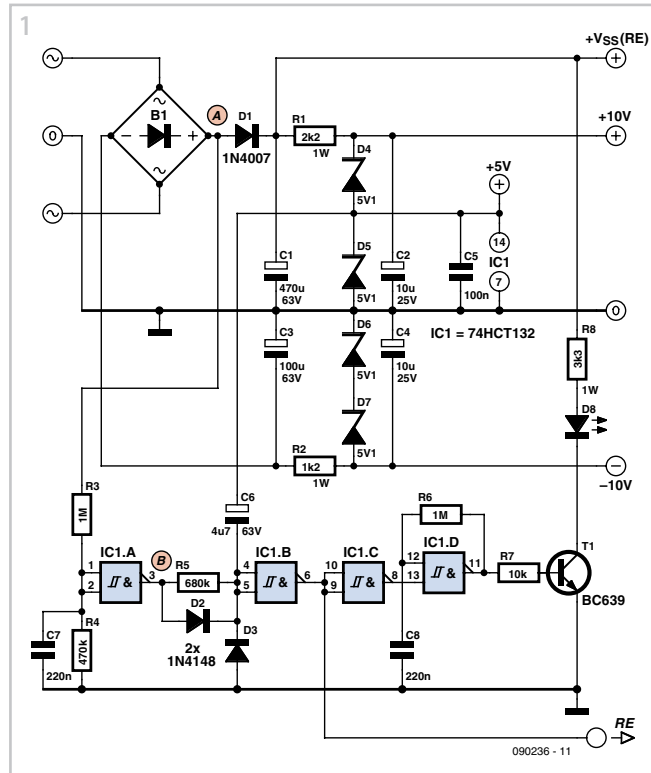 1
+VSS(RE)
A
D1
B1
1N4007
R1
2k2
1W
+10V
0
D4
5V1
+5V
14
IC1
7
D5
5V1
C1
470u
63V
C2
10u
25V
C5
100n
0
IC1 = 74HCT132
C3
100u
63V
D6
5V1
C4
10u
25V
R8
3k3
1W
D7
5V1
D8
R2
1k2
1W
–10V
R3
1M
C6
4u7
63V
R6
1M
IC1.A
B
IC1.B
IC1.C
IC1.D
1
2
&
3
R5
680k
4
5
&
6
10
9
&
8
12
13
&
11
R7
10k
T1
BC639
D2
2x
1N4148
D3
C7
220n
R4
470k
C8
220n
RE
090236 - 11